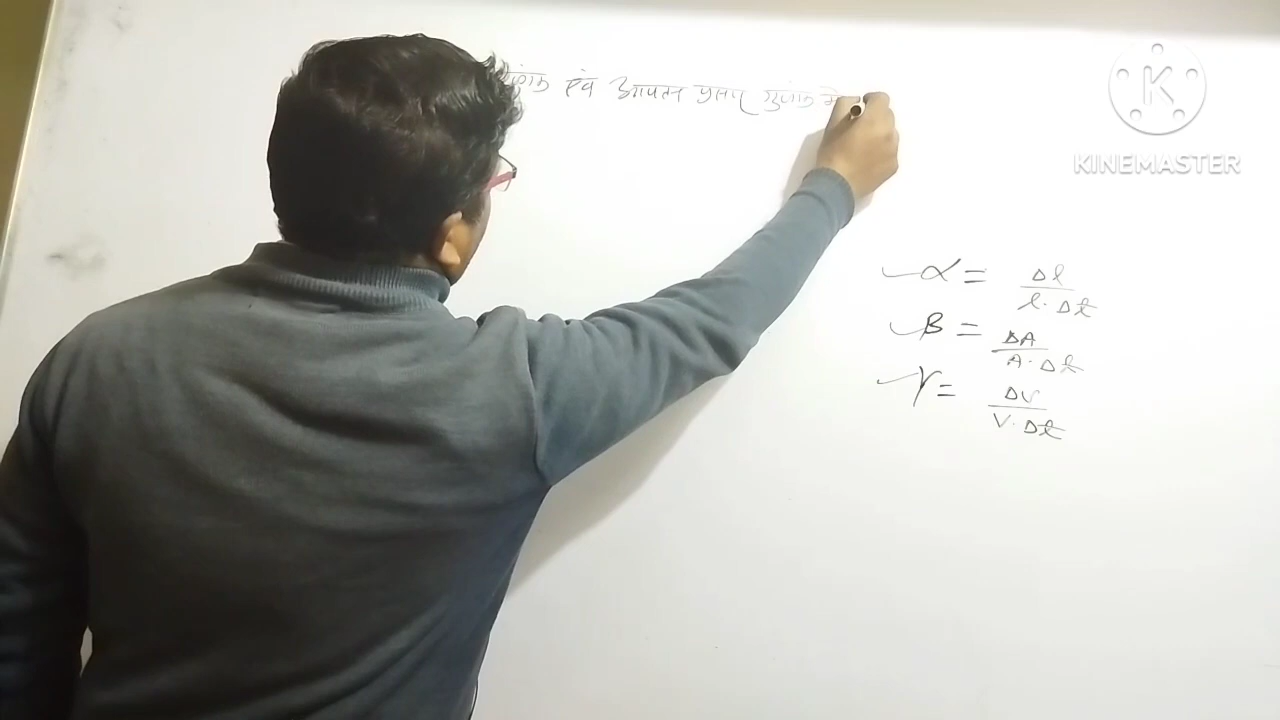 एवं आयतन प्रसार गुणांक में
K
KINEMASTER
α = Δl / l·Δt
β = ΔA / A·Δt
γ = ΔV / V·Δt